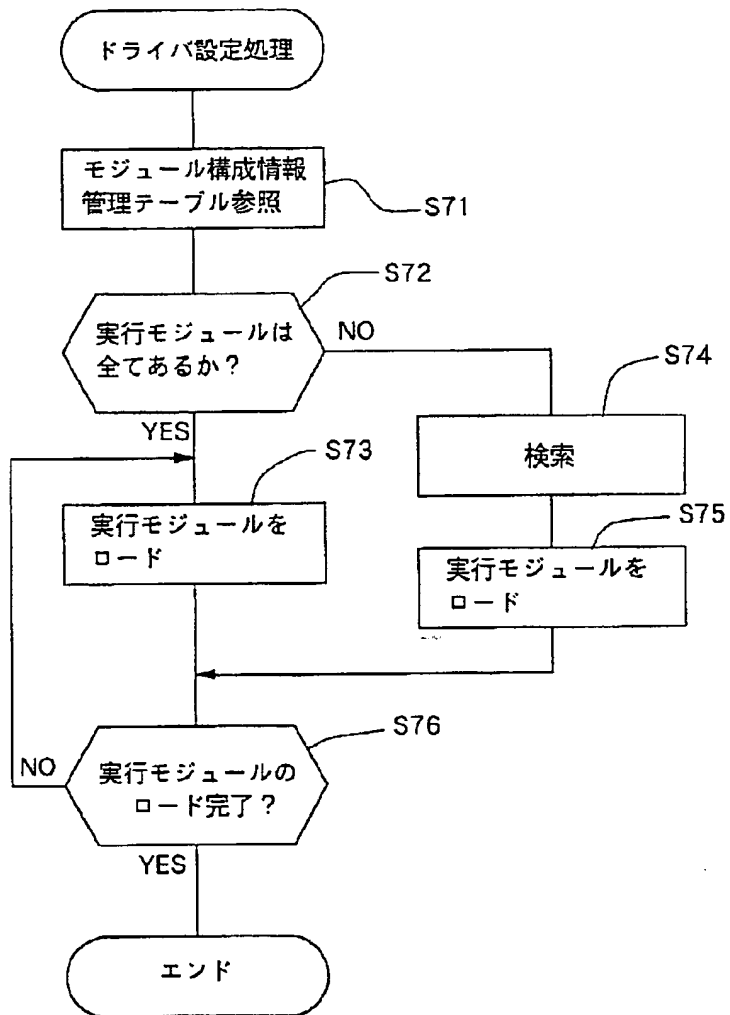 ドライバ設定処理
モジュール構成情報
管理テーブル参照
S71
S72
実行モジュールは
全てあるか?
NO
S74
検索
YES
S73
実行モジュールを
ロード
S75
実行モジュールを
ロード
S76
NO
実行モジュールの
ロード完了?
YES
エンド